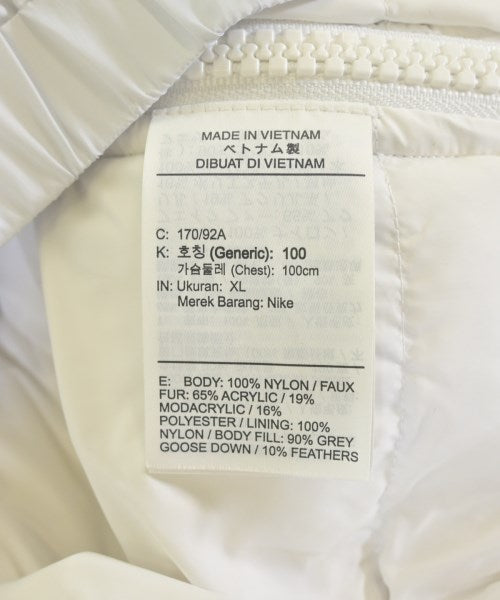 MADE IN VIETNAM
ベトナム製
DIBUAT DI VIETNAM
C: 170/92A
K: 호칭 (Generic): 100
가슴둘레 (Chest): 100cm
IN: Ukuran: XL
Merek Barang: Nike
E: BODY: 100% NYLON / FAUX
FUR: 65% ACRYLIC / 19%
MODACRYLIC / 16%
POLYESTER / LINING: 100%
NYLON / BODY FILL: 90% GREY
GOOSE DOWN / 10% FEATHERS